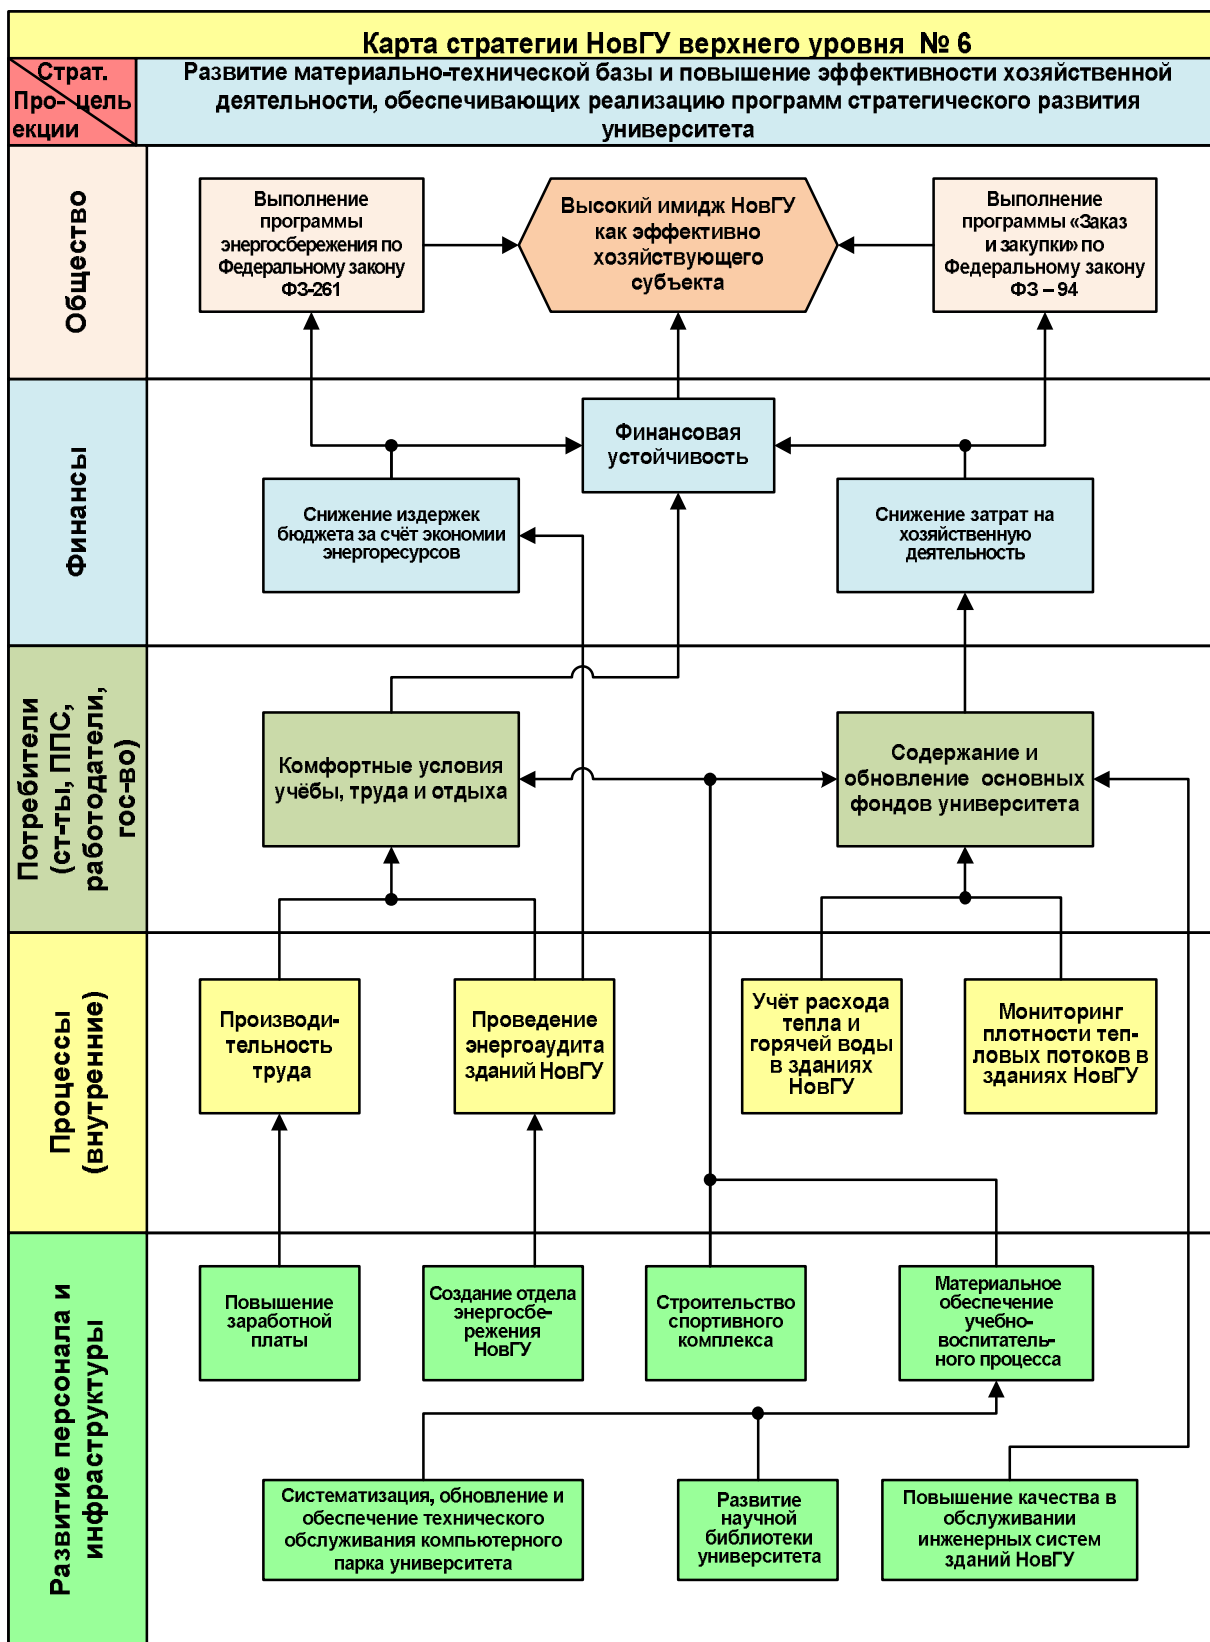 Карта стратегии НовГУ верхнего уровня № 6
Страт.
цель
Про-
екции
Развитие материально-технической базы и повышение эффективности хозяйственной
деятельности, обеспечивающих реализацию программ стратегического развития
университета
Общество
Выполнение
программы
энергосбережения по
Федеральному закону
ФЗ-261
Высокий имидж НовГУ
как эффективно
хозяйствующего
субъекта
Выполнение
программы «Заказ
и закупки» по
Федеральному закону
ФЗ – 94
Финансы
Финансовая
устойчивость
Снижение издержек
бюджета за счёт экономии
энергоресурсов
Снижение затрат на
хозяйственную
деятельность
Потребители
(ст-ты, ППС,
работодатели,
гос-во)
Комфортные условия
учёбы, труда и отдыха
Содержание и
обновление основных
фондов университета
Процессы
(внутренние)
Производи-
тельность
труда
Проведение
энергоаудита
зданий НовГУ
Учёт расхода
тепла и
горячей воды
в зданиях
НовГУ
Мониторинг
плотности теп-
ловых потоков в
зданиях НовГУ
Развитие персонала и
инфраструктуры
Повышение
заработной
платы
Создание отдела
энергосбе-
режения
НовГУ
Строительство
спортивного
комплекса
Материальное
обеспечение
учебно-
воспитатель-
ного процесса
Систематизация, обновление и
обеспечение технического
обслуживания компьютерного
парка университета
Развитие
научной
библиотеки
университета
Повышение качества в
обслуживании
инженерных систем
зданий НовГУ